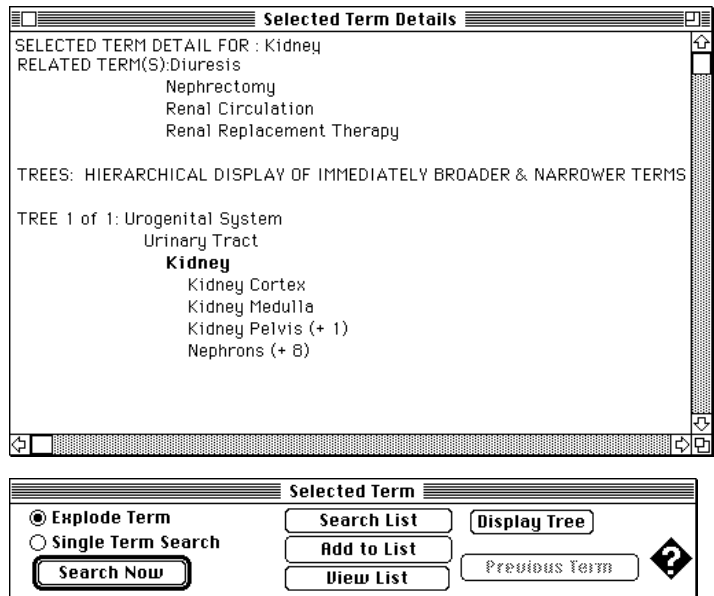 Selected Term Details
SELECTED TERM DETAIL FOR : Kidney
RELATED TERM(S):Diuresis
Nephrectomy
Renal Circulation
Renal Replacement Therapy
TREES: HIERARCHICAL DISPLAY OF IMMEDIATELY BROADER & NARROWER TERMS
TREE 1 of 1: Urogenital System
Urinary Tract
Kidney
Kidney Cortex
Kidney Medulla
Kidney Pelvis (+ 1)
Nephrons (+ 8)
Selected Term
Explode Term
Single Term Search
Search Now
Search List
Add to List
View List
Display Tree
Previous Term
?